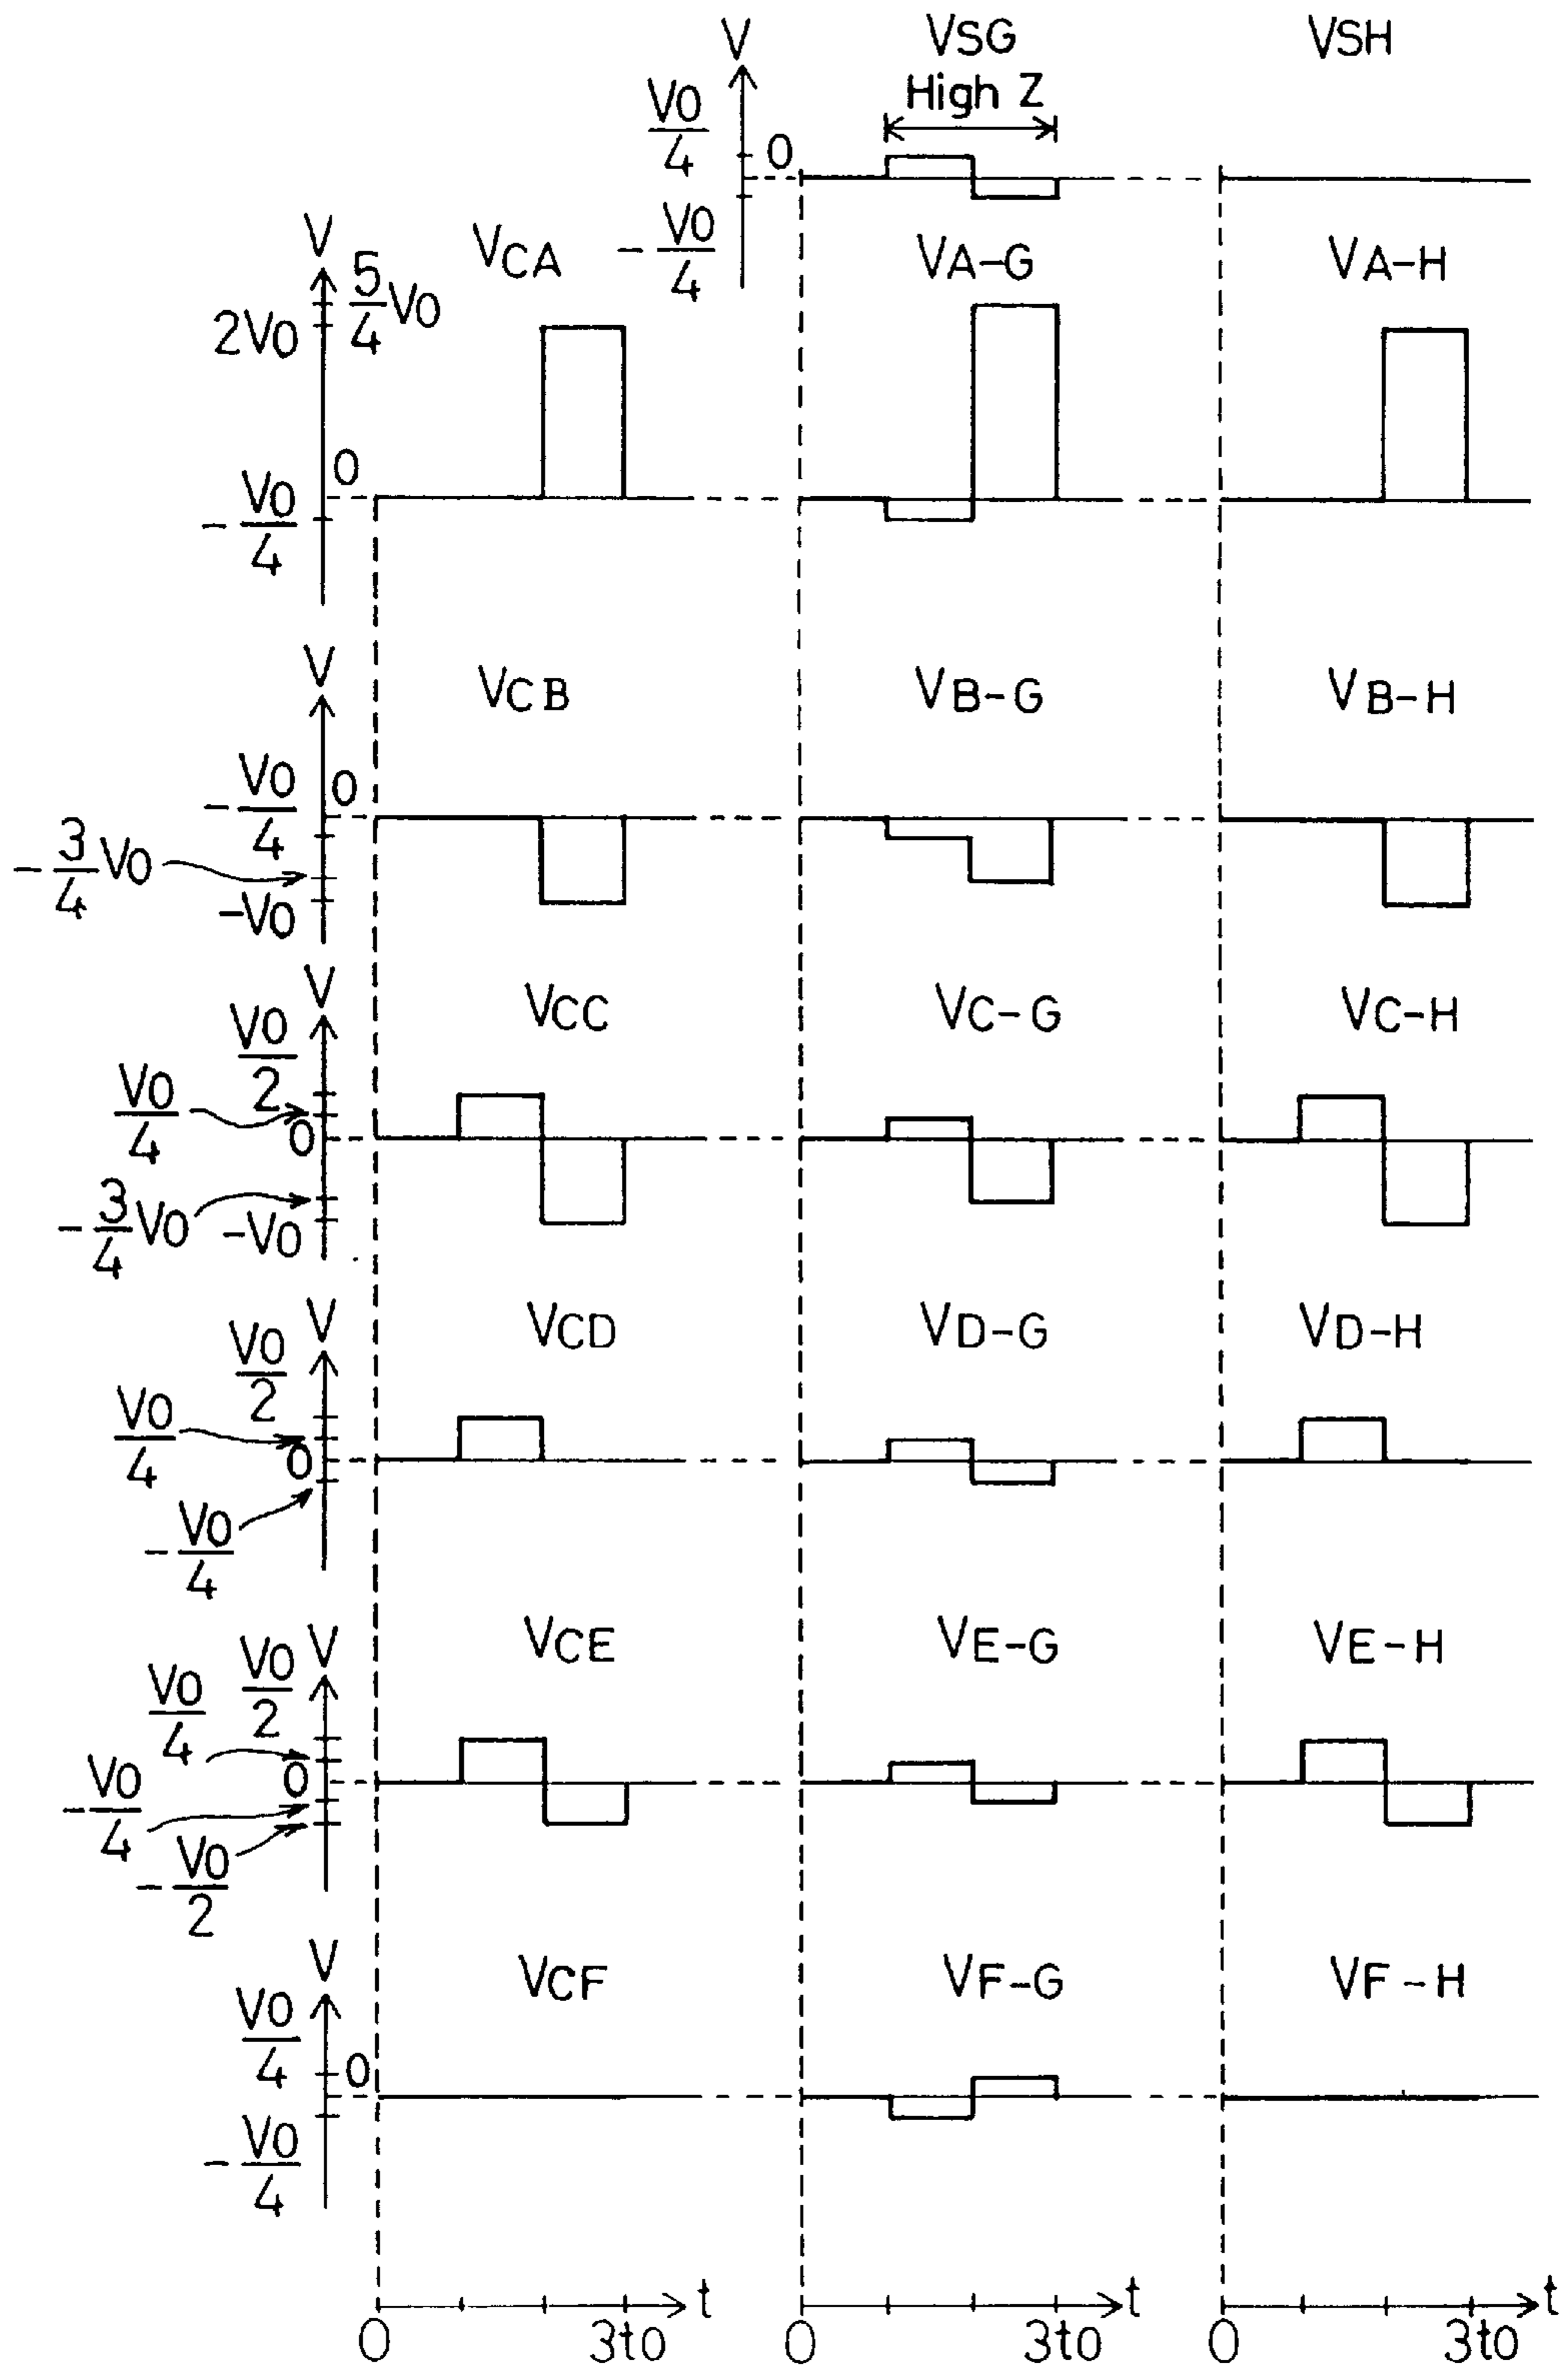 V VSG VSH
High Z
V0/4 0
-V0/4
V VCA VA-G VA-H
5/4 V0
2V0
0
-V0/4
V VCB VB-G VB-H
0
-V0/4
-3/4 V0
-V0
V VCC VC-G VC-H
V0/2
V0/4
0
-3/4 V0 -V0
V VCD VD-G VD-H
V0/2
V0/4
0
-V0/4
V VCE VE-G VE-H
V0/4 V0/2
0
-V0/4
-V0/2
V VCF VF-G VF-H
V0/4
0
-V0/4
t t t
0 3t0 0 3t0 0 3t0